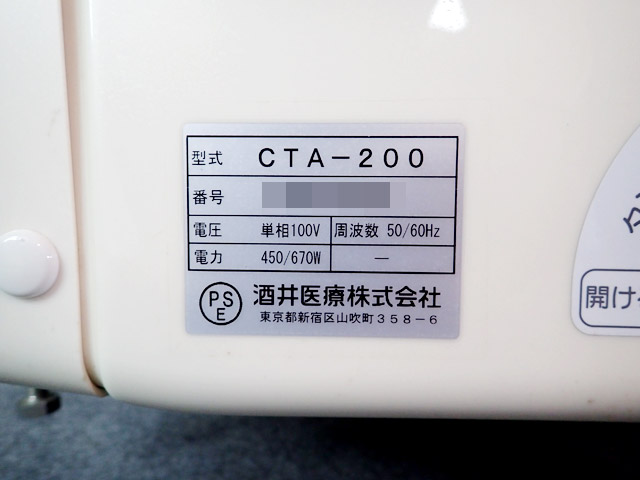 型式 CTA-200
番号
電圧 単相100V 周波数 50/60Hz
電力 450/670W —
PSE 酒井医療株式会社
東京都新宿区山吹町358-6
開け